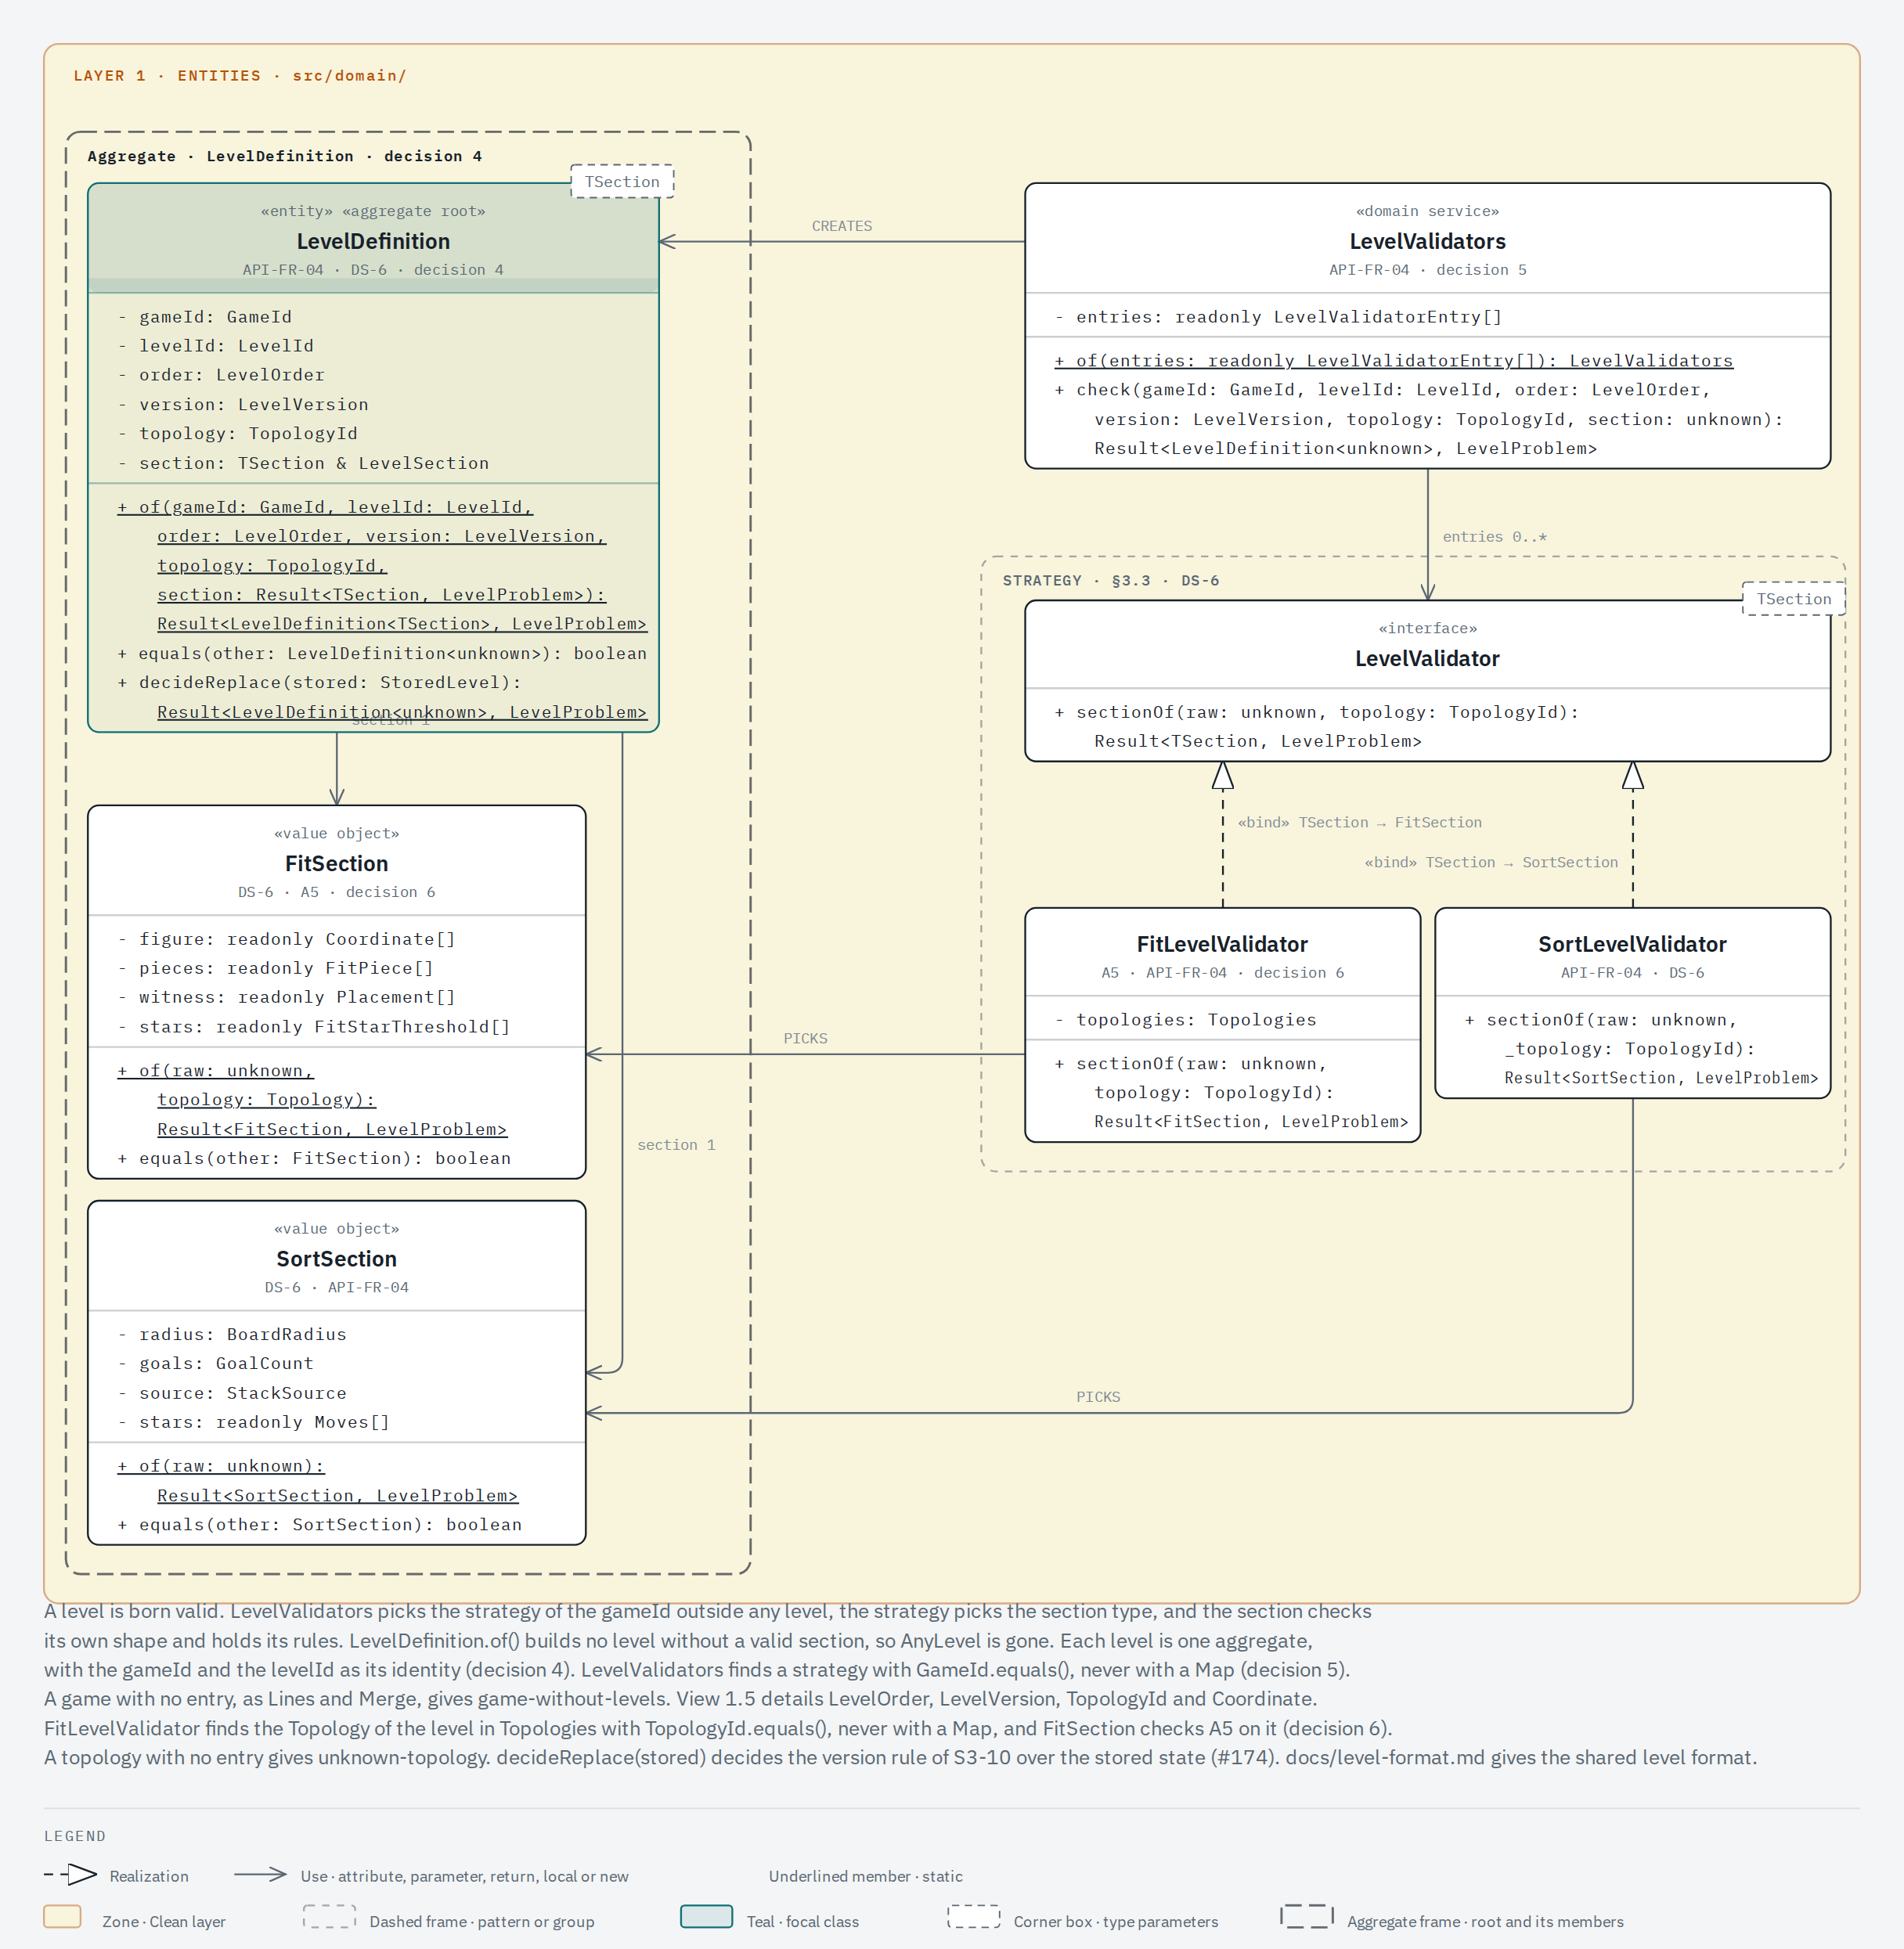 LAYER 1 · ENTITIES · src/domain/
Aggregate · LevelDefinition · decision 4
TSection
«entity» «aggregate root»
LevelDefinition
API-FR-04 · DS-6 · decision 4
- gameId: GameId
- levelId: LevelId
- order: LevelOrder
- version: LevelVersion
- topology: TopologyId
- section: TSection & LevelSection
+ of(gameId: GameId, levelId: LevelId,
order: LevelOrder, version: LevelVersion,
topology: TopologyId,
section: Result<TSection, LevelProblem>):
Result<LevelDefinition<TSection>, LevelProblem>
+ equals(other: LevelDefinition<unknown>): boolean
+ decideReplace(stored: StoredLevel):
Result<LevelDefinition<unknown>, LevelProblem>
section 1
CREATES
«domain service»
LevelValidators
API-FR-04 · decision 5
- entries: readonly LevelValidatorEntry[]
+ of(entries: readonly LevelValidatorEntry[]): LevelValidators
+ check(gameId: GameId, levelId: LevelId, order: LevelOrder,
version: LevelVersion, topology: TopologyId, section: unknown):
Result<LevelDefinition<unknown>, LevelProblem>
entries 0..*
STRATEGY · §3.3 · DS-6
TSection
«interface»
LevelValidator
+ sectionOf(raw: unknown, topology: TopologyId):
Result<TSection, LevelProblem>
«bind» TSection → FitSection
«bind» TSection → SortSection
«value object»
FitSection
DS-6 · A5 · decision 6
- figure: readonly Coordinate[]
- pieces: readonly FitPiece[]
- witness: readonly Placement[]
- stars: readonly FitStarThreshold[]
+ of(raw: unknown,
topology: Topology):
Result<FitSection, LevelProblem>
+ equals(other: FitSection): boolean
PICKS
section 1
FitLevelValidator
A5 · API-FR-04 · decision 6
- topologies: Topologies
+ sectionOf(raw: unknown,
topology: TopologyId):
Result<FitSection, LevelProblem>
SortLevelValidator
API-FR-04 · DS-6
+ sectionOf(raw: unknown,
_topology: TopologyId):
Result<SortSection, LevelProblem>
«value object»
SortSection
DS-6 · API-FR-04
- radius: BoardRadius
- goals: GoalCount
- source: StackSource
- stars: readonly Moves[]
+ of(raw: unknown):
Result<SortSection, LevelProblem>
+ equals(other: SortSection): boolean
PICKS
A level is born valid. LevelValidators picks the strategy of the gameId outside any level, the strategy picks the section type, and the section checks
its own shape and holds its rules. LevelDefinition.of() builds no level without a valid section, so AnyLevel is gone. Each level is one aggregate,
with the gameId and the levelId as its identity (decision 4). LevelValidators finds a strategy with GameId.equals(), never with a Map (decision 5).
A game with no entry, as Lines and Merge, gives game-without-levels. View 1.5 details LevelOrder, LevelVersion, TopologyId and Coordinate.
FitLevelValidator finds the Topology of the level in Topologies with TopologyId.equals(), never with a Map, and FitSection checks A5 on it (decision 6).
A topology with no entry gives unknown-topology. decideReplace(stored) decides the version rule of S3-10 over the stored state (#174). docs/level-format.md gives the shared level format.
LEGEND
Realization
Use · attribute, parameter, return, local or new
Underlined member · static
Zone · Clean layer
Dashed frame · pattern or group
Teal · focal class
Corner box · type parameters
Aggregate frame · root and its members